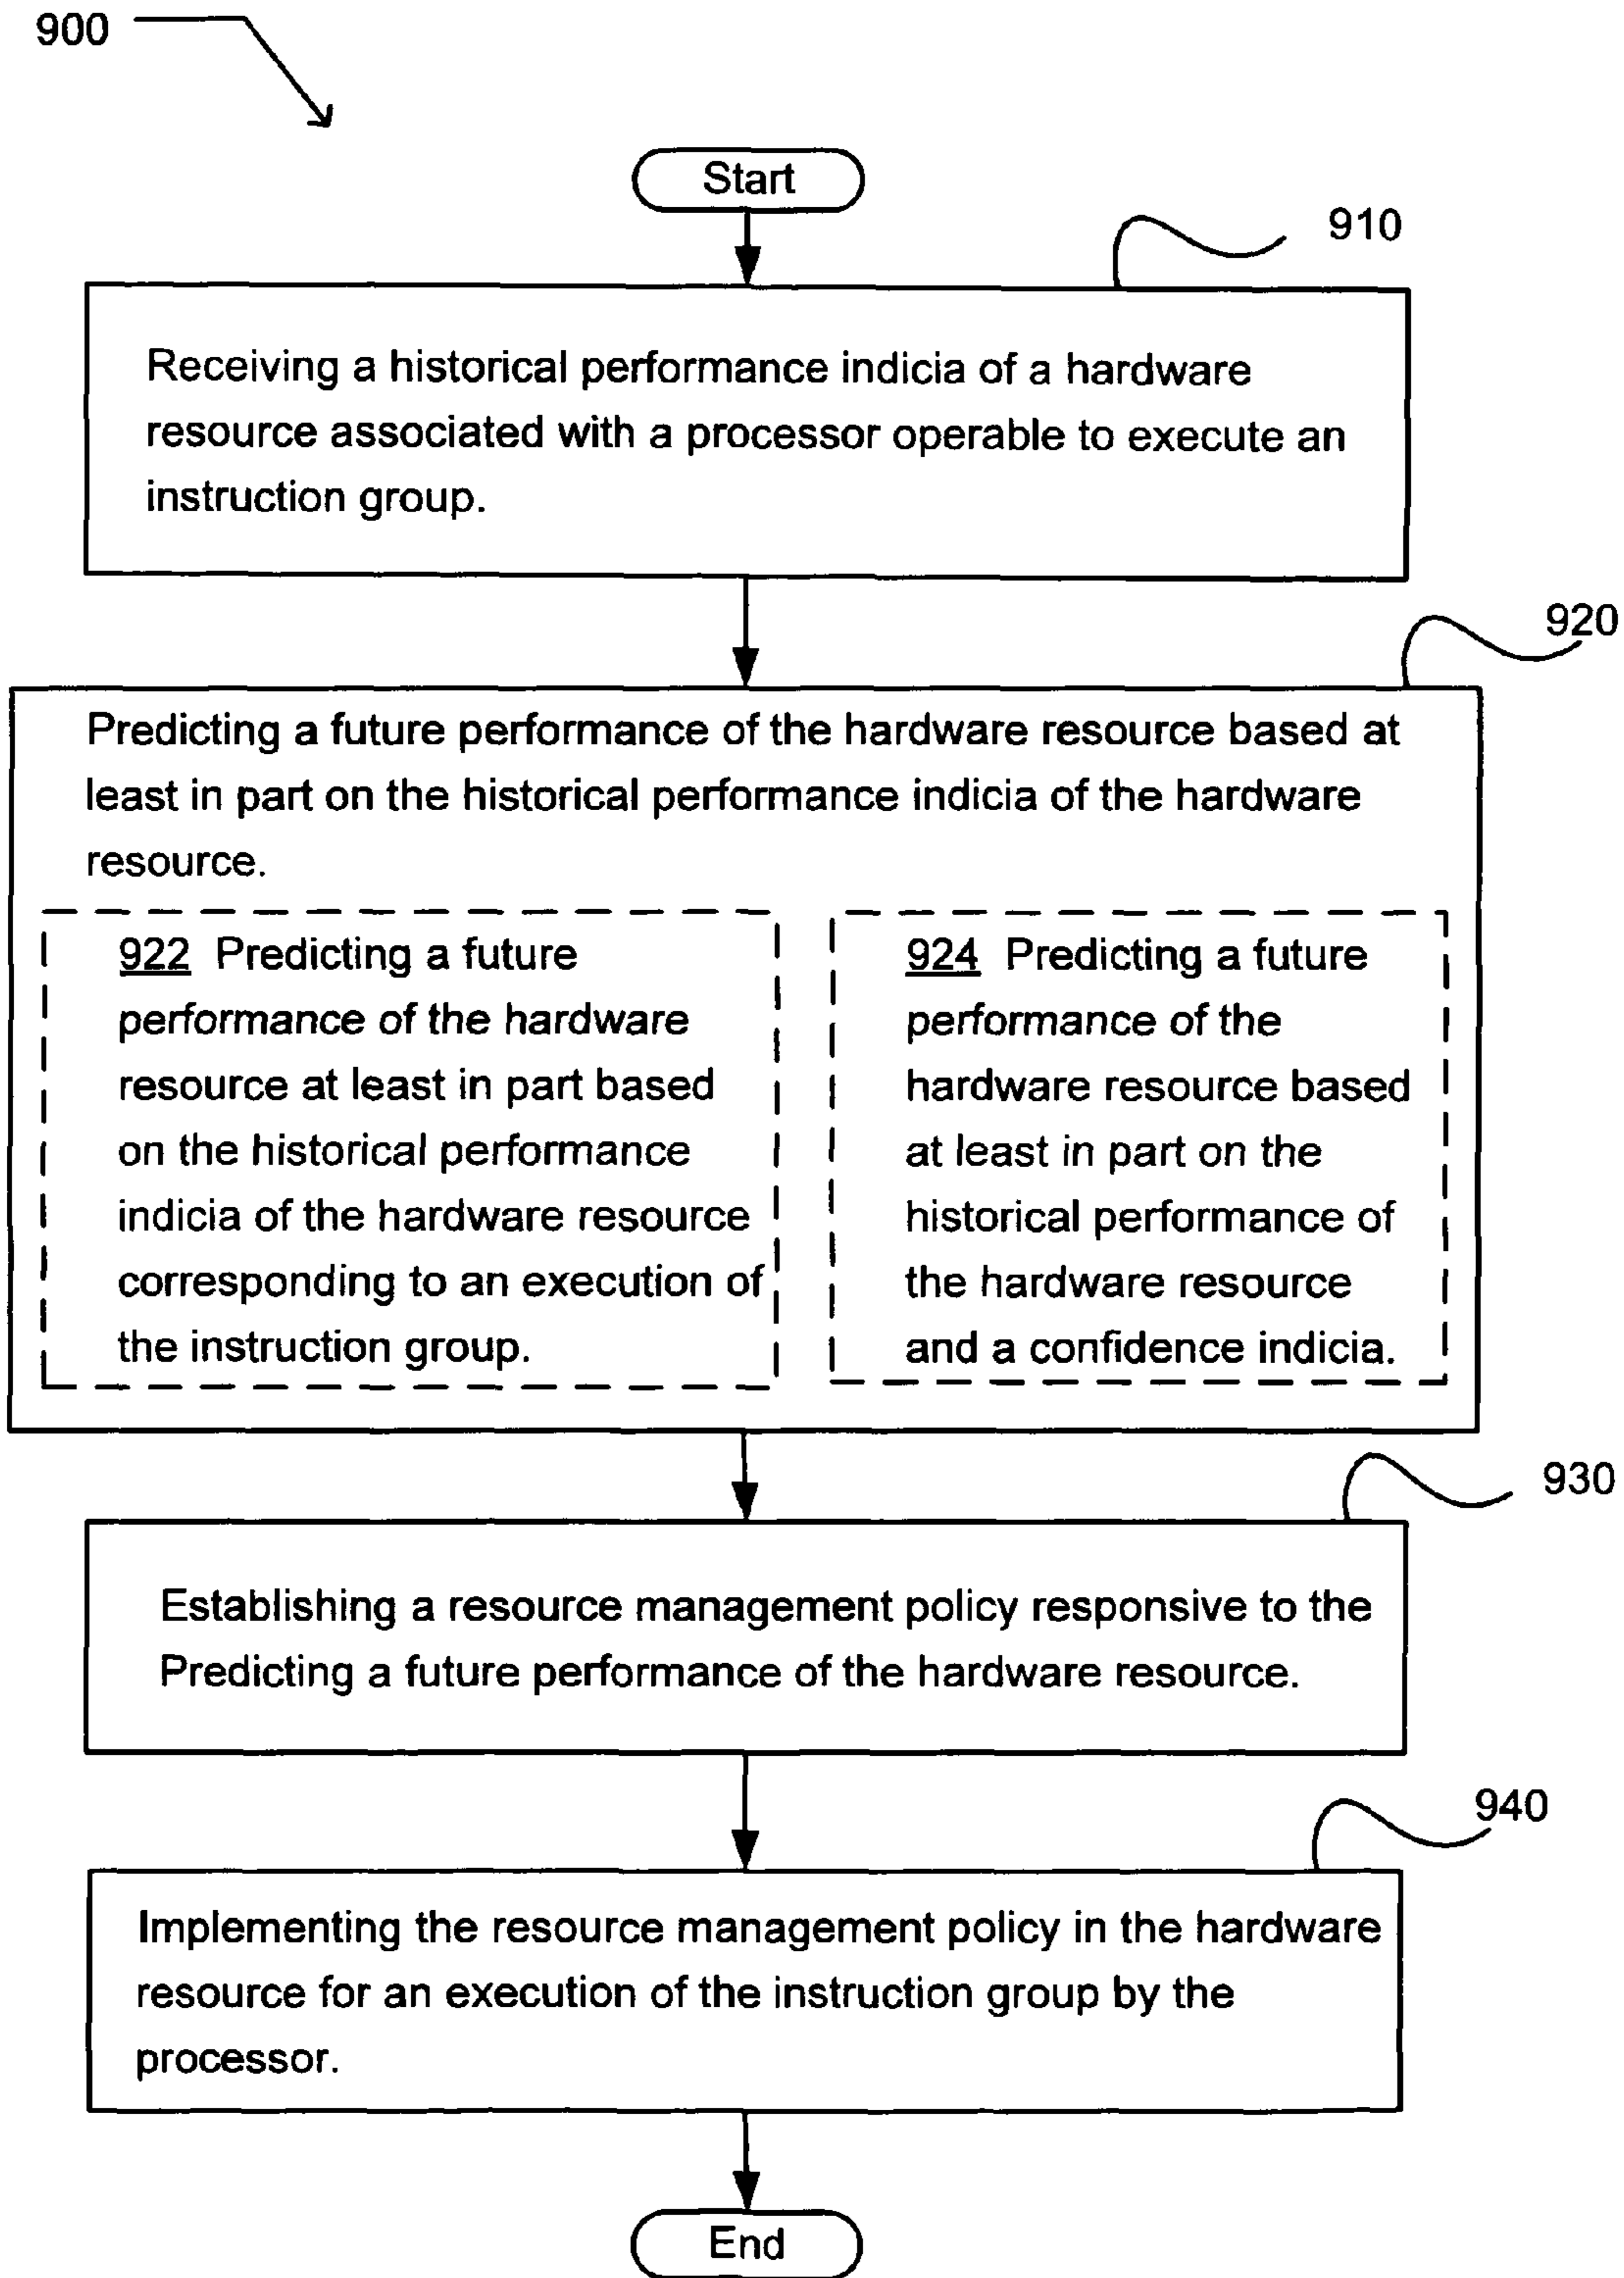 900
Start
910
Receiving a historical performance indicia of a hardware
resource associated with a processor operable to execute an
instruction group.
920
Predicting a future performance of the hardware resource based at
least in part on the historical performance indicia of the hardware
resource.
922 Predicting a future
performance of the hardware
resource at least in part based
on the historical performance
indicia of the hardware resource
corresponding to an execution of
the instruction group.
924 Predicting a future
performance of the
hardware resource based
at least in part on the
historical performance of
the hardware resource
and a confidence indicia.
930
Establishing a resource management policy responsive to the
Predicting a future performance of the hardware resource.
940
Implementing the resource management policy in the hardware
resource for an execution of the instruction group by the
processor.
End